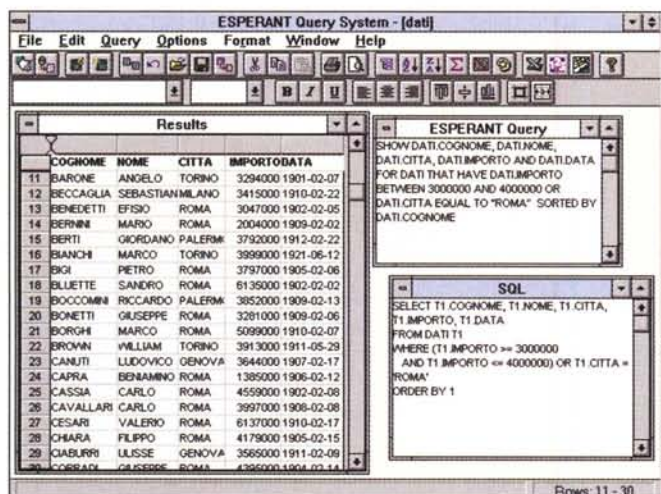 ESPERANT Query System - [dati]
File Edit Query Options Format Window Help
B I U
Results
COGNOME NOME CITTA IMPORTO DATA
11 BARONE ANGELO TORINO 3294000 1901-02-07
12 BECCAGLIA SEBASTIAN MILANO 3415000 1910-02-22
13 BENEDETTI EFISIO ROMA 3047000 1902-02-05
14 BERNINI MARIO ROMA 2004000 1909-02-02
15 BERTI GIORDANO PALERMO 3792000 1912-02-22
16 BIANCHI MARCO TORINO 3999000 1921-06-12
17 BIGI PIETRO ROMA 3797000 1905-02-06
18 BLUETTE SANDRO ROMA 6135000 1902-02-02
19 BOCCOMINI RICCARDO PALERMO 3852000 1909-02-13
20 BONETTI GIUSEPPE ROMA 3281000 1909-02-06
21 BORGHI MARCO ROMA 5099000 1910-02-07
22 BROWN WILLIAM TORINO 3913000 1911-05-29
23 CANUTI LUDOVICO GENOVA 3644000 1907-02-17
24 CAPRA BENIAMINO ROMA 1385000 1906-02-12
25 CASSIA CARLO ROMA 4559000 1902-02-08
26 CAVALLARI CARLO ROMA 3997000 1908-02-08
27 CESARI VALERIO ROMA 6137000 1910-02-17
28 CHIARA FILIPPO ROMA 4179000 1905-02-15
29 CIABURRI ULISSE GENOVA 3565000 1911-02-09
30 CORRADI GIUSEPPE ROMA 4395000 1904-02-14
ESPERANT Query
SHOW DATI.COGNOME, DATI.NOME,
DATI.CITTA, DATI.IMPORTO AND DATI.DATA
FOR DATI THAT HAVE DATI.IMPORTO
BETWEEN 3000000 AND 4000000 OR
DATI.CITTA EQUAL TO "ROMA" SORTED BY
DATI.COGNOME
SQL
SELECT T1.COGNOME, T1.NOME, T1.CITTA,
T1.IMPORTO, T1.DATA
FROM DATI T1
WHERE (T1.IMPORTO >= 3000000
AND T1.IMPORTO <= 4000000) OR T1.CITTA =
'ROMA'
ORDER BY 1
Rows: 11 - 30